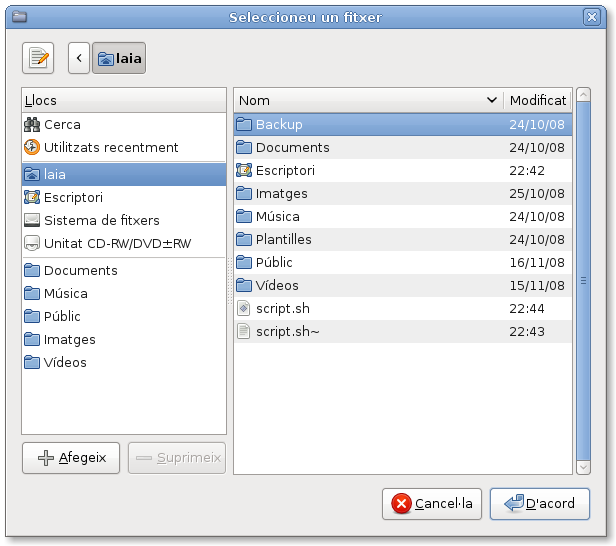 Seleccioneu un fitxer
laia
Llocs
Cerca
Utilitzats recentment
laia
Escriptori
Sistema de fitxers
Unitat CD-RW/DVD±RW
Documents
Música
Públic
Imatges
Vídeos
Afegeix
Suprimeix
Nom Modificat
Backup 24/10/08
Documents 24/10/08
Escriptori 22:42
Imatges 25/10/08
Música 24/10/08
Plantilles 24/10/08
Públic 16/11/08
Vídeos 15/11/08
script.sh 22:44
script.sh~ 22:43
Cancel·la
D'acord